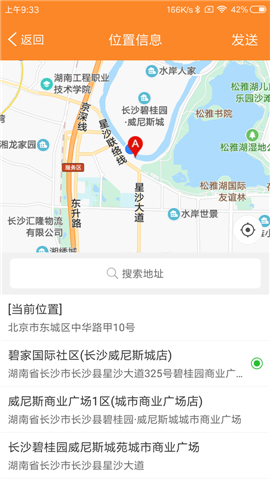 上午9:33
166K/s
返回
位置信息
发送
水岸人家
湖南工程职业
技术学院
京深线
长沙碧桂园
·威尼斯城
松雅湖儿
乐园沙滩
松雅书院
A
湘龙家园
星沙联络线
松雅湖湿地公
服务区
松雅湖国际
友谊林
星沙大道
东升路
水岸世景
长沙汇隆物流
有限公司
湘绣城
搜索地址
[当前位置]
北京市东城区中华路甲10号
碧家国际社区(长沙威尼斯城店)
湖南省长沙市长沙县星沙大道325号碧桂园商业广...
威尼斯商业广场1区(城市商业广场店)
湖南省长沙市长沙县碧桂园·威尼斯城城市商业广场
长沙碧桂园威尼斯城城市商业广场
湖南省长沙市长沙县星沙大道